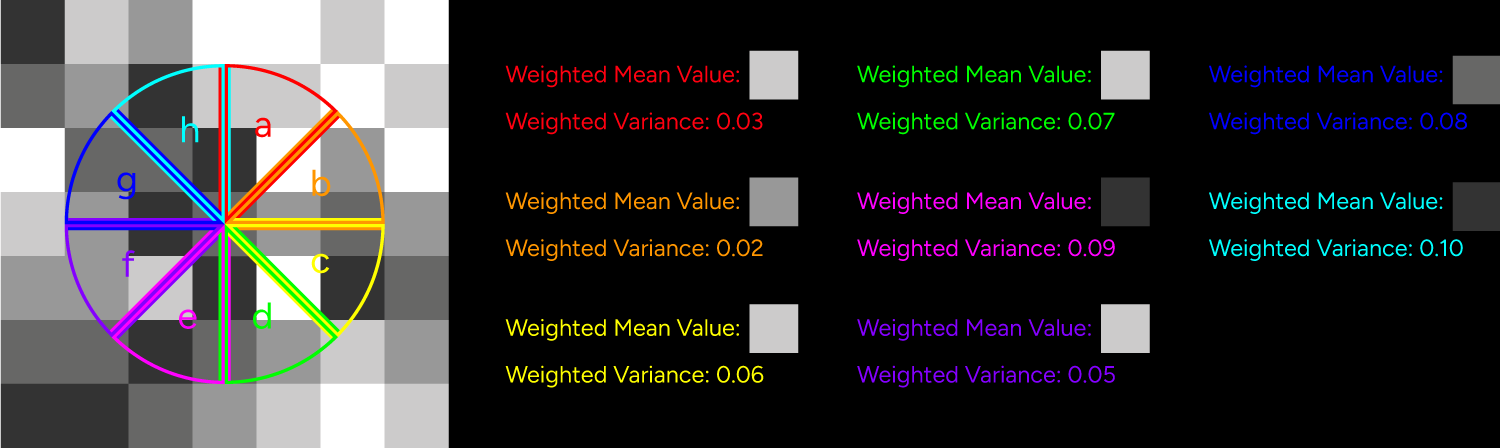 h
a
b
g
f
c
e
d
Weighted Mean Value:
Weighted Variance: 0.03
Weighted Mean Value:
Weighted Variance: 0.02
Weighted Mean Value:
Weighted Variance: 0.06
Weighted Mean Value:
Weighted Variance: 0.07
Weighted Mean Value:
Weighted Variance: 0.09
Weighted Mean Value:
Weighted Variance: 0.05
Weighted Mean Value:
Weighted Variance: 0.08
Weighted Mean Value:
Weighted Variance: 0.10